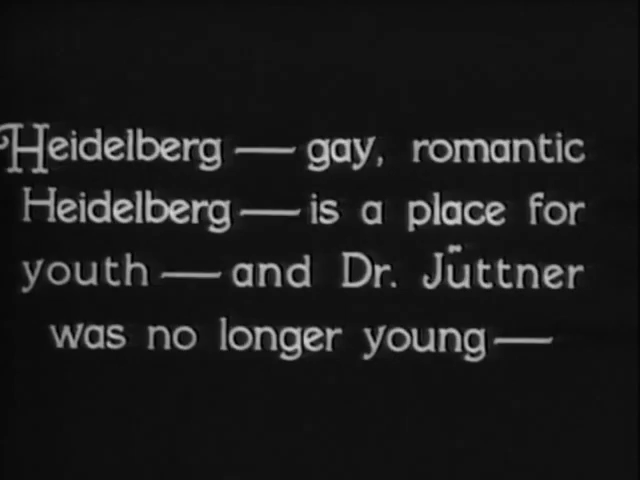 Heidelberg — gay, romantic
Heidelberg — is a place for
youth — and Dr. Jüttner
was no longer young —